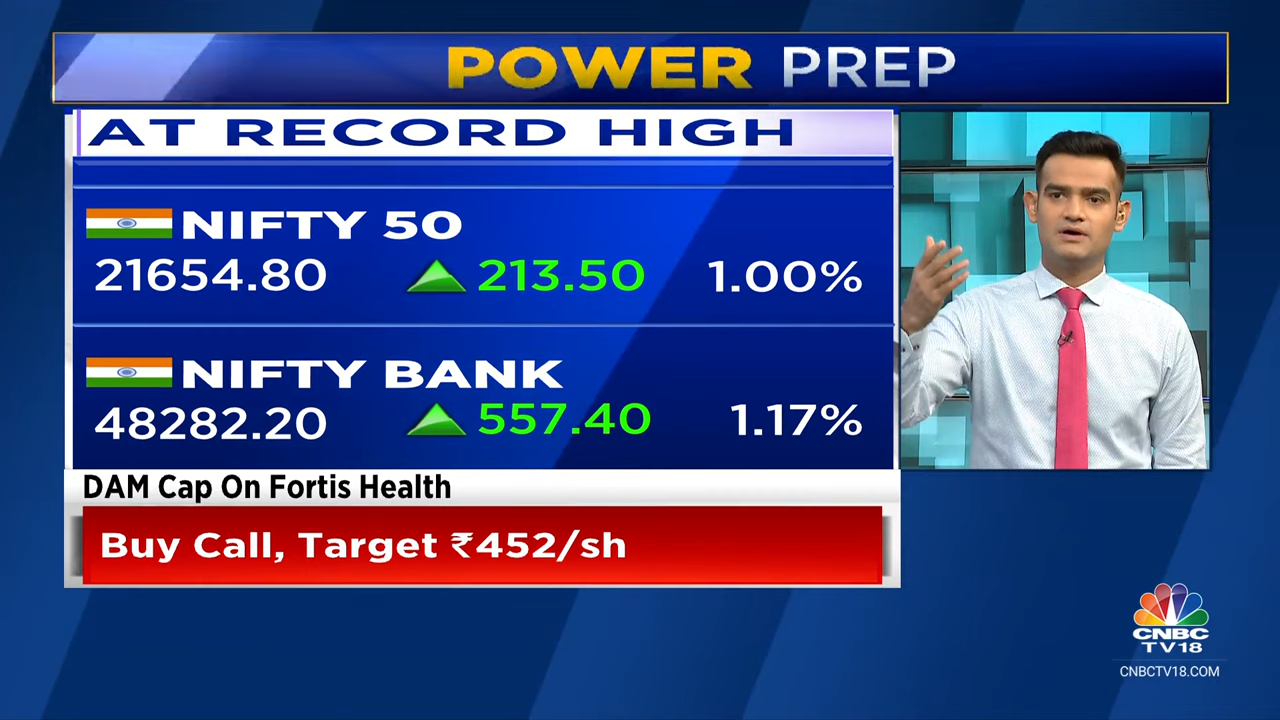 POWER PREP
AT RECORD HIGH
NIFTY 50
21654.80 213.50 1.00%
NIFTY BANK
48282.20 557.40 1.17%
DAM Cap On Fortis Health
Buy Call, Target ₹452/sh
CNBC
TV18
CNBCTV18.COM